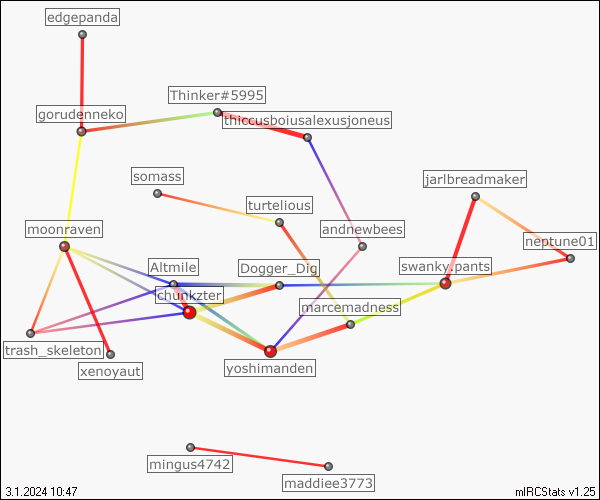 edgepanda
Thinker#5995
gorudenneko
thiccusboiusalexusjoneus
somass
jarlbreadmaker
turtelious
moonraven
andnewbees
neptune01
Altmile
Dogger_Dig
swanky.pants
chunkzter
marcemadness
trash_skeleton
xenoyaut
yoshimanden
mingus4742
maddiee3773
3.1.2024 10:47
mIRCStats v1.25